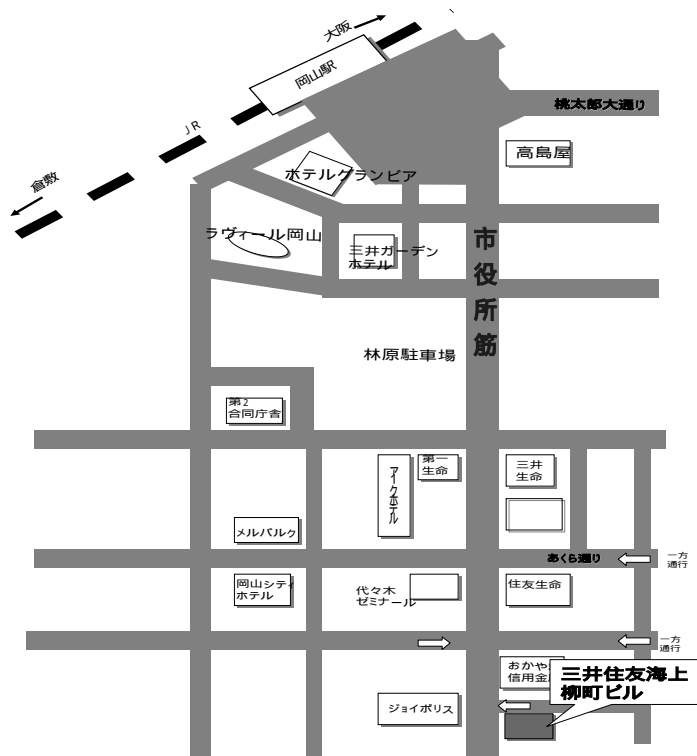 大阪
岡山駅
JR
桃太郎大通り
高島屋
倉敷
ホテルグランビア
ラヴィール岡山
三井ガーデン
ホテル
市役所筋
林原駐車場
第2
合同庁舎
第一
生命
三井
生命
アイクホテル
メルパルク
あくら通り
一方
通行
岡山シティ
ホテル
代々木
ゼミナール
住友生命
一方
通行
おかやま
信用金庫
三井住友海上
柳町ビル
ジョイポリス